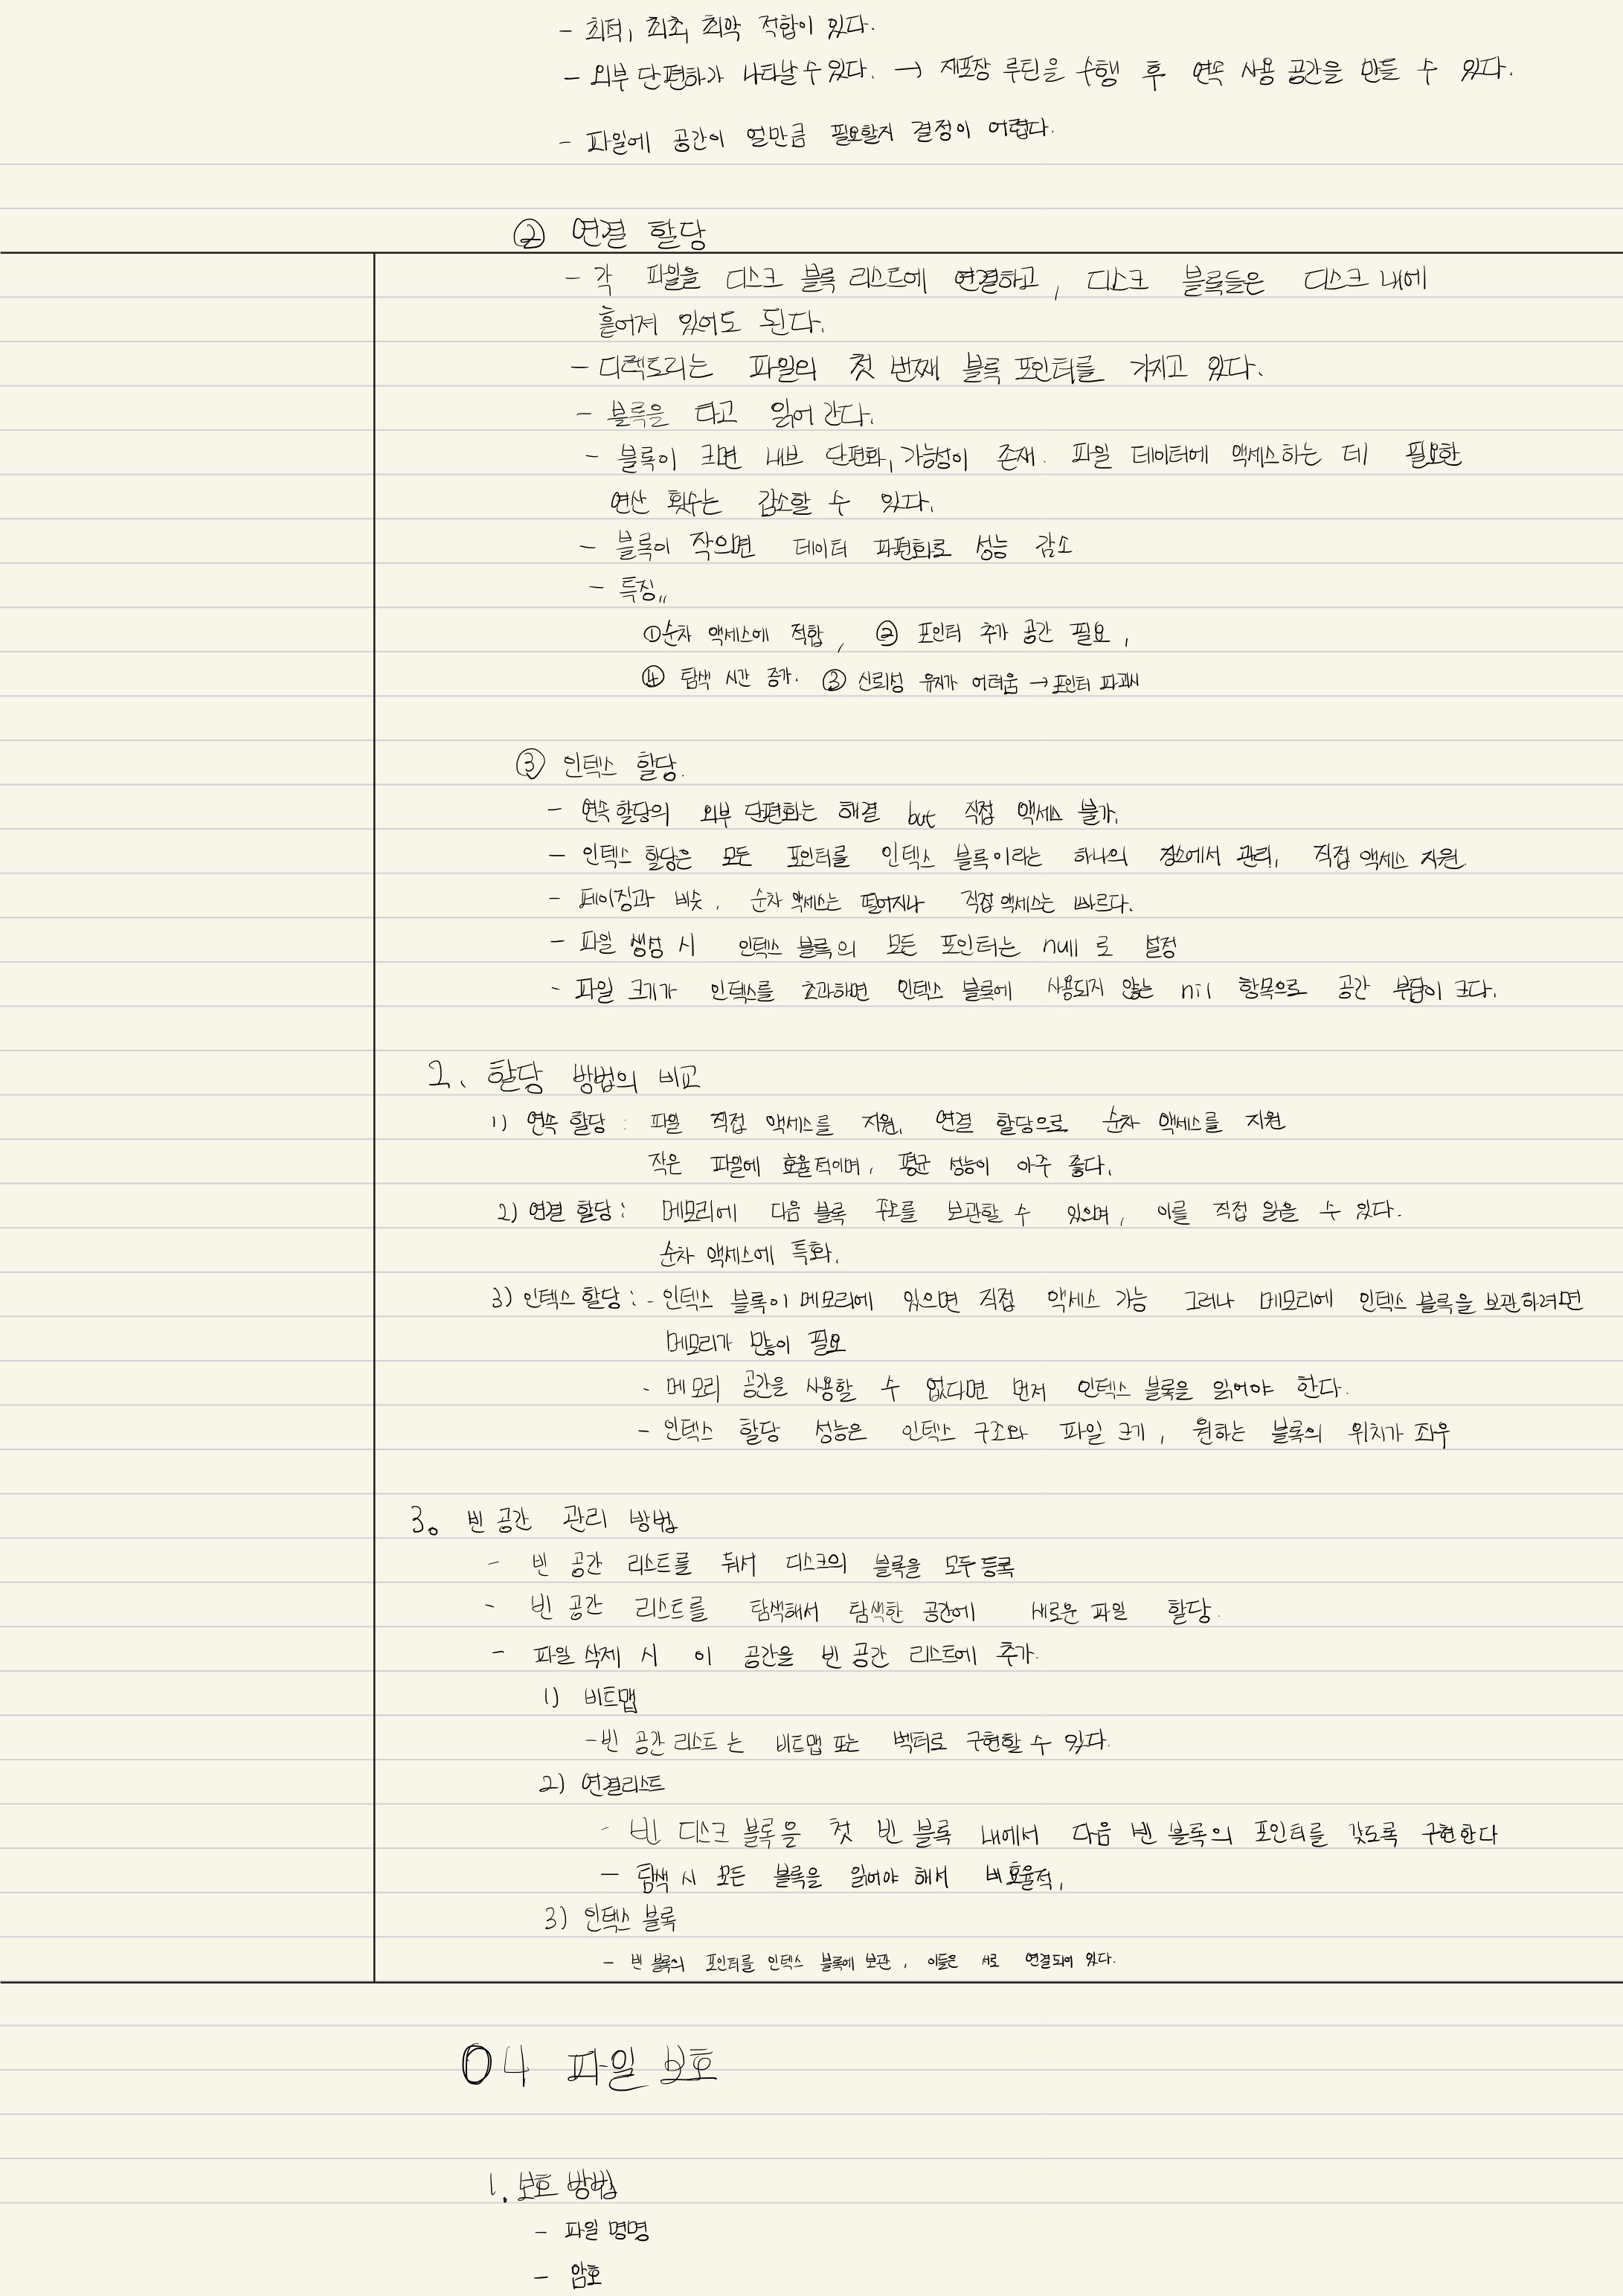 - 최적, 최초, 최악 적합이 있다.
- 외부 단편화가 나타날 수 있다. → 재포장 루틴을 수행 후 연속 사용 공간을 만들 수 있다.
- 파일에 공간이 얼만큼 필요할지 결정이 어렵다.
② 연결 할당
- 각 파일을 디스크 블록 리스트에 연결하고, 디스크 블록들은 디스크 내에
흩어져 있어도 된다.
- 디렉토리는 파일의 첫 번째 블록 포인터를 가지고 있다.
- 블록을 타고 읽어 간다.
- 블록이 크면 내브 단편화, 가능성이 존재. 파일 데이터에 액세스하는 데 필요한
연산 횟수는 감소할 수 있다.
- 블록이 작으면 데이터 파편화로 성능 감소
- 특징,,
①순차 액세스에 적합, ② 포인터 추가 공간 필요,
④ 탐색 시간 증가. ③ 신뢰성 유지가 어려움 → 포인터 파괴시
③ 인텍스 할당.
- 연속 할당의 외부 단편화는 해결 but 직접 액세스 불가.
- 인텍스 할당은 모든 포인터를 인텍스 블록이라는 하나의 장소에서 관리, 직접 액세스 지원.
- 페이징과 비슷, 순차 액세스는 떨어지나 직접 액세스는 빠르다.
- 파일 생성 시 인텍스 블록의 모든 포인터는 null 로 설정
- 파일 크기가 인텍스를 초과하면 인텍스 블록에 사용되지 않는 nil 항목으로 공간 부담이 크다.
2. 할당 방법의 비교
1) 연속 할당 : 파일 직접 액세스를 지원, 연결 할당으로 순차 액세스를 지원
작은 파일에 효율적이며, 평균 성능이 아주 좋다.
2) 연결 할당 : 메모리에 다음 블록 주소를 보관할 수 있으며, 이를 직접 읽을 수 있다.
순차 액세스에 특화.
3) 인텍스 할당 : - 인텍스 블록이 메모리에 있으면 직접 액세스 가능 그러나 메모리에 인텍스 블록을 보관하려면
메모리가 많이 필요
- 메모리 공간을 사용할 수 없다면 먼저 인텍스 블록을 읽어야 한다.
- 인텍스 할당 성능은 인텍스 구조와 파일 크기, 원하는 블록의 위치가 좌우
3. 빈 공간 관리 방법
- 빈 공간 리스트를 둬서 디스크의 블록을 모두 등록
- 빈 공간 리스트를 탐색해서 탐색한 공간에 새로운 파일 할당.
- 파일 삭제 시 이 공간을 빈 공간 리스트에 추가.
1) 비트맵
- 빈 공간 리스트는 비트맵 또는 벡터로 구현할 수 있다.
2) 연결리스트
- 빈 디스크 블록을 첫 빈 블록 내에서 다음 빈 블록의 포인터를 갖도록 구현한다
- 탐색 시 모든 블록을 읽어야 해서 비효율적.
3) 인텍스 블록
- 빈 블록의 포인터를 인텍스 블록에 보관, 이들은 서로 연결되어 있다.
04 파일 보호
1. 보호 방법
- 파일 명명
- 암호